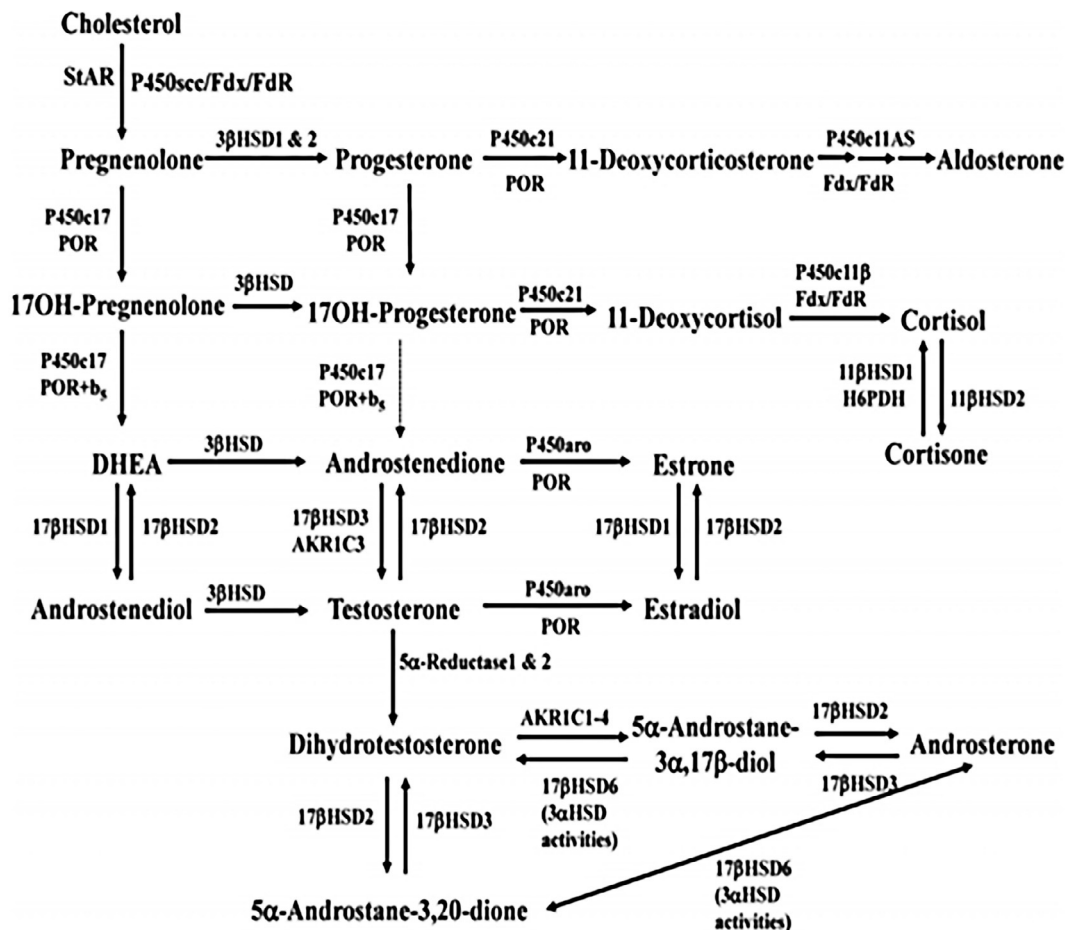 Cholesterol
StAR
P450scc/Fdx/FdR
3βHSD1 & 2
P450c21
P450c11AS
Pregnenolone
Progesterone
11-Deoxycorticosterone
Aldosterone
POR
Fdx/FdR
P450c17
POR
P450c17
POR
P450c11β
Fdx/FdR
3βHSD
P450c21
17OH-Pregnenolone
17OH-Progesterone
11-Deoxycortisol
Cortisol
POR
P450c17
POR+b5
P450c17
POR+b5
11βHSD1
H6PDH
11βHSD2
3βHSD
P450aro
DHEA
Androstenedione
Estrone
Cortisone
POR
17βHSD1
17βHSD2
17βHSD3
AKR1C3
17βHSD2
17βHSD1
17βHSD2
3βHSD
P450aro
Androstenediol
Testosterone
Estradiol
POR
5α-Reductase1 & 2
AKR1C1-4
17βHSD2
Dihydrotestosterone
5α-Androstane-
3α,17β-diol
Androsterone
17βHSD6
(3αHSD
activities)
17βHSD3
17βHSD2
17βHSD3
17βHSD6
(3αHSD
activities)
5α-Androstane-3,20-dione